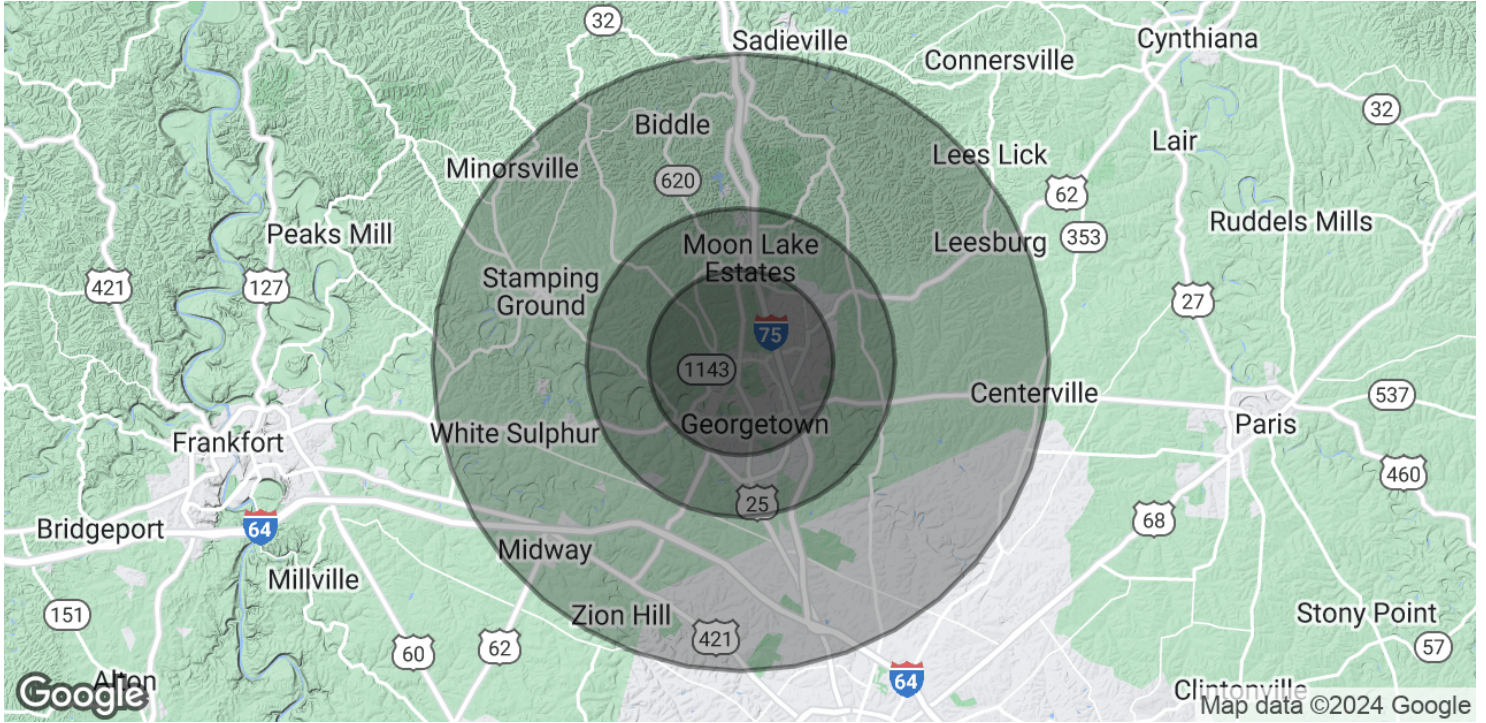 32
Sadieville
Cynthiana
Connersville
32
Biddle
Lair
Minorsville
Lees Lick
620
62
Ruddels Mills
Peaks Mill
Moon Lake
Estates
Leesburg
353
421
127
Stamping
Ground
27
75
1143
Centerville
537
Georgetown
Paris
White Sulphur
Frankfort
460
25
68
Bridgeport
64
Midway
Millville
151
Zion Hill
Stony Point
421
62
60
57
64
Alton
Google
Clintonville
Map data ©2024 Google